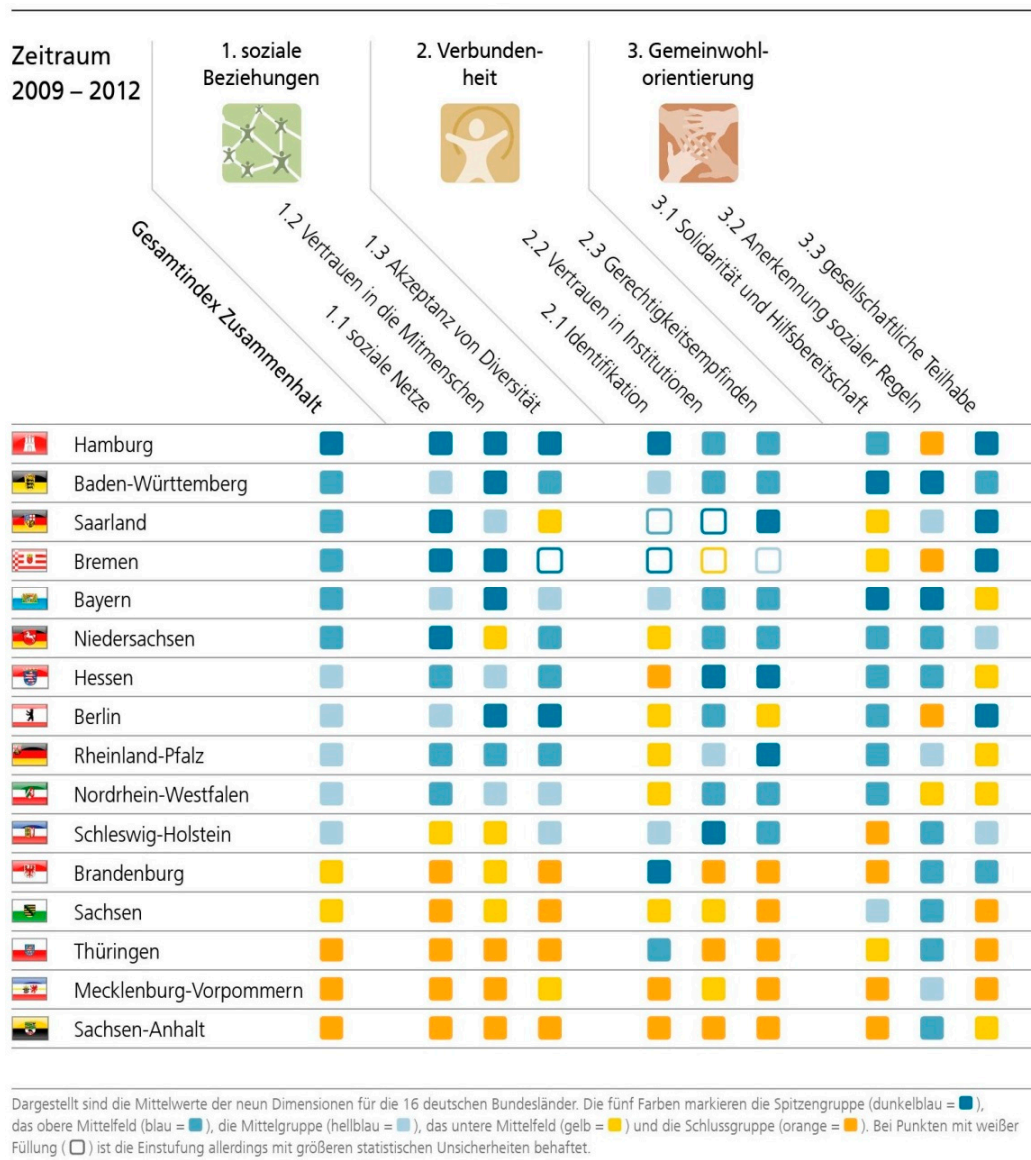 Zeitraum
2009 – 2012
1. soziale
Beziehungen
2. Verbunden-
heit
3. Gemeinwohl-
orientierung
Gesamtindex Zusammenhalt
1.1 soziale Netze
1.2 Vertrauen in die Mitmenschen
1.3 Akzeptanz von Diversität
2.1 Identifikation
2.2 Vertrauen in Institutionen
2.3 Gerechtigkeitsempfinden
3.1 Solidarität und Hilfsbereitschaft
3.2 Anerkennung sozialer Regeln
3.3 gesellschaftliche Teilhabe
Hamburg
Baden-Württemberg
Saarland
Bremen
Bayern
Niedersachsen
Hessen
Berlin
Rheinland-Pfalz
Nordrhein-Westfalen
Schleswig-Holstein
Brandenburg
Sachsen
Thüringen
Mecklenburg-Vorpommern
Sachsen-Anhalt
Dargestellt sind die Mittelwerte der neun Dimensionen für die 16 deutschen Bundesländer. Die fünf Farben markieren die Spitzengruppe (dunkelblau = ),
das obere Mittelfeld (blau = ), die Mittelgruppe (hellblau = ), das untere Mittelfeld (gelb = ) und die Schlussgruppe (orange = ). Bei Punkten mit weißer
Füllung ( ) ist die Einstufung allerdings mit größeren statistischen Unsicherheiten behaftet.